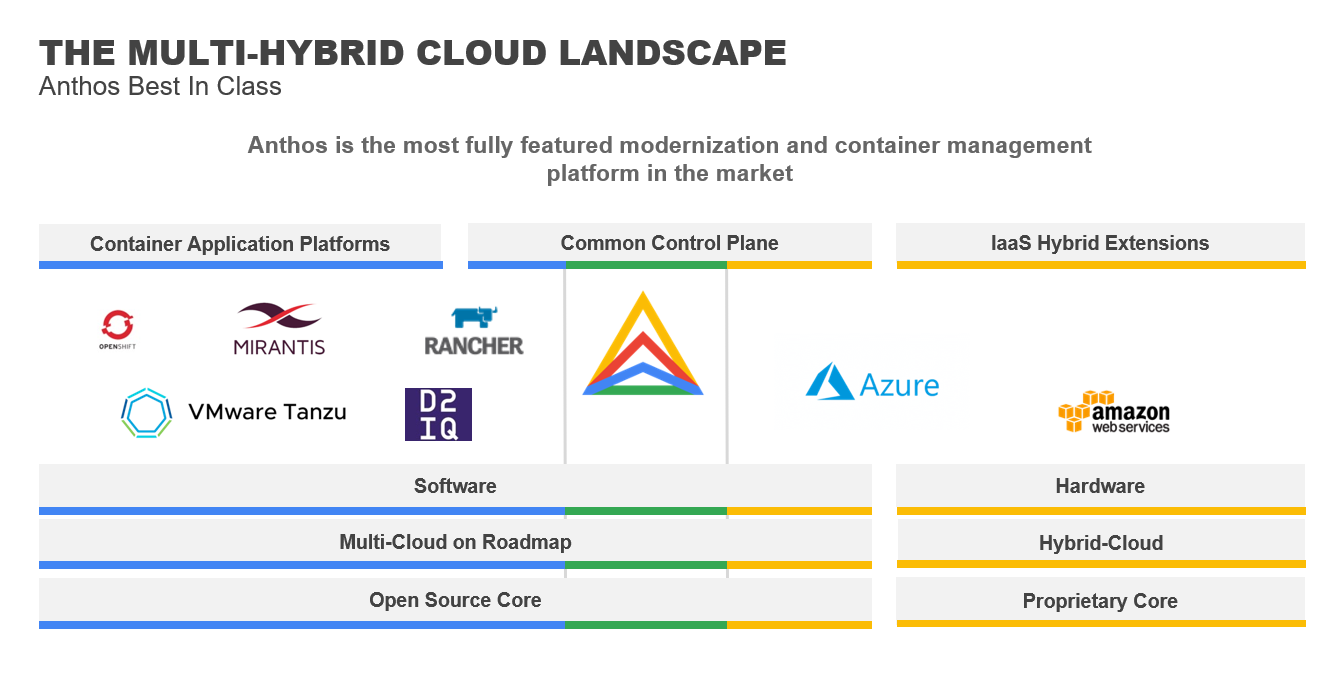 THE MULTI-HYBRID CLOUD LANDSCAPE
Anthos Best In Class
Anthos is the most fully featured modernization and container management
platform in the market
Container Application Platforms
Common Control Plane
IaaS Hybrid Extensions
OPENSHIFT
MIRANTIS
RANCHER
VMware Tanzu
D2
IQ
Azure
amazon
web services
Software
Hardware
Multi-Cloud on Roadmap
Hybrid-Cloud
Open Source Core
Proprietary Core